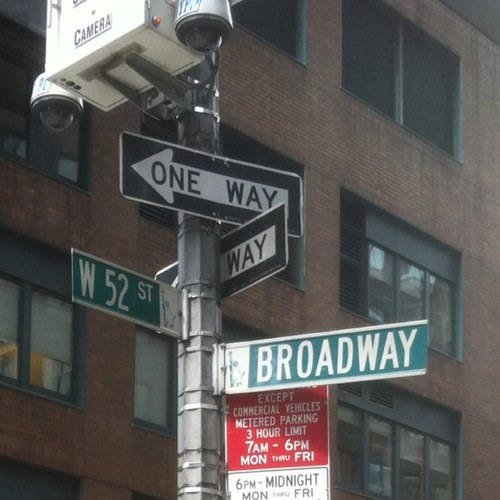 CAMERA
ONE WAY
WAY
W 52 ST
BROADWAY
EXCEPT
COMMERCIAL VEHICLES
METERED PARKING
3 HOUR LIMIT
7AM - 6PM
MON THRU FRI
6PM - MIDNIGHT
MON THRU FRI